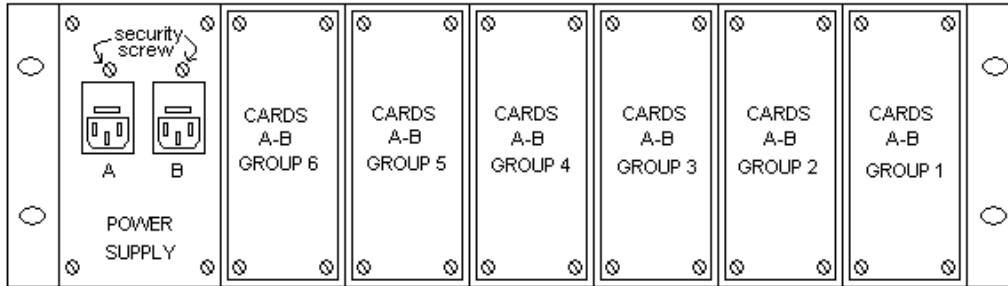 security
screw
A
B
POWER
SUPPLY
CARDS
A-B
GROUP 6
CARDS
A-B
GROUP 5
CARDS
A-B
GROUP 4
CARDS
A-B
GROUP 3
CARDS
A-B
GROUP 2
CARDS
A-B
GROUP 1